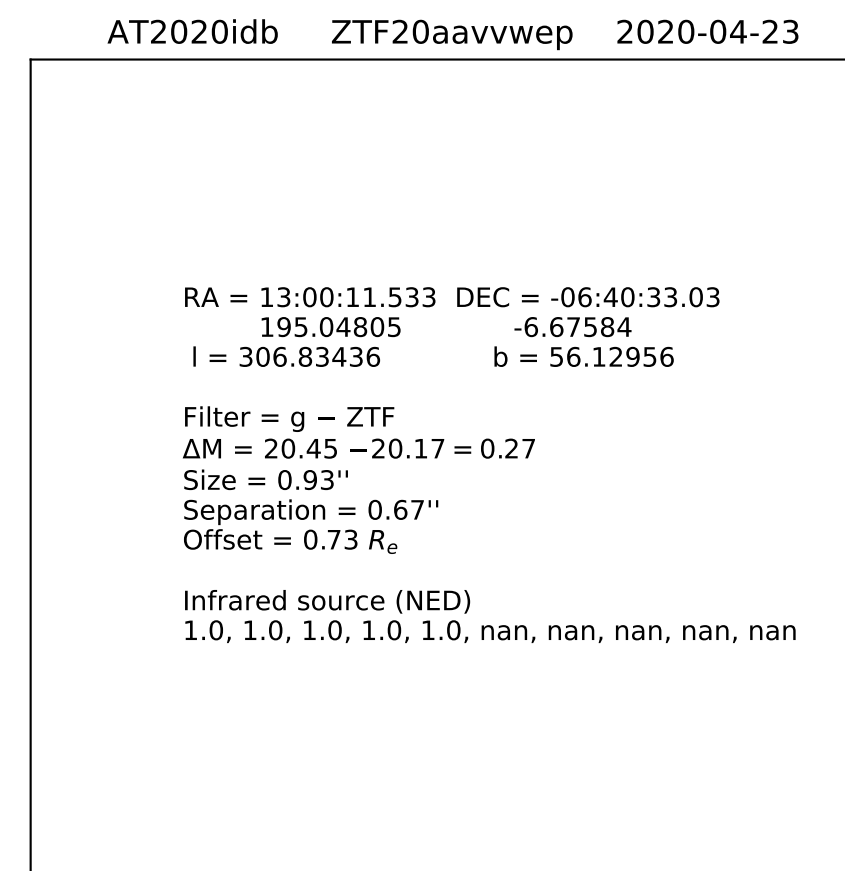 AT2020idb ZTF20aavvwep 2020-04-23
RA = 13:00:11.533 DEC = -06:40:33.03
195.04805 -6.67584
l = 306.83436 b = 56.12956
Filter = g − ZTF
ΔM = 20.45 −20.17 = 0.27
Size = 0.93''
Separation = 0.67''
Offset = 0.73 Rₑ
Infrared source (NED)
1.0, 1.0, 1.0, 1.0, 1.0, nan, nan, nan, nan, nan